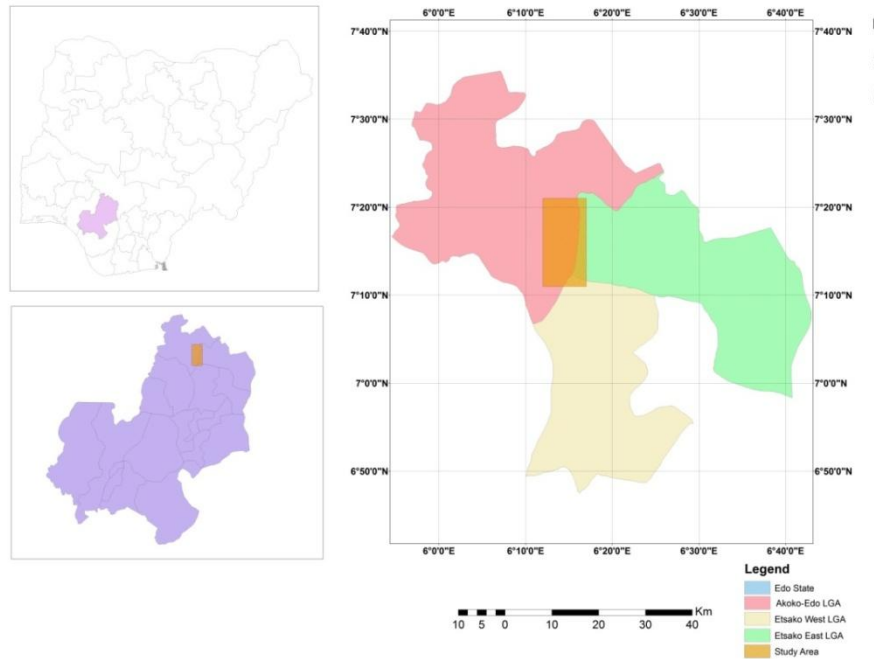 6°0'0"E 6°10'0"E 6°20'0"E 6°30'0"E 6°40'0"E
7°40'0"N 7°40'0"N
7°30'0"N 7°30'0"N
7°20'0"N 7°20'0"N
7°10'0"N 7°10'0"N
7°0'0"N 7°0'0"N
6°50'0"N 6°50'0"N
6°0'0"E 6°10'0"E 6°20'0"E 6°30'0"E 6°40'0"E
Legend
Edo State
Akoko-Edo LGA
Etsako West LGA
Etsako East LGA
Study Area
Km
10 5 0 10 20 30 40